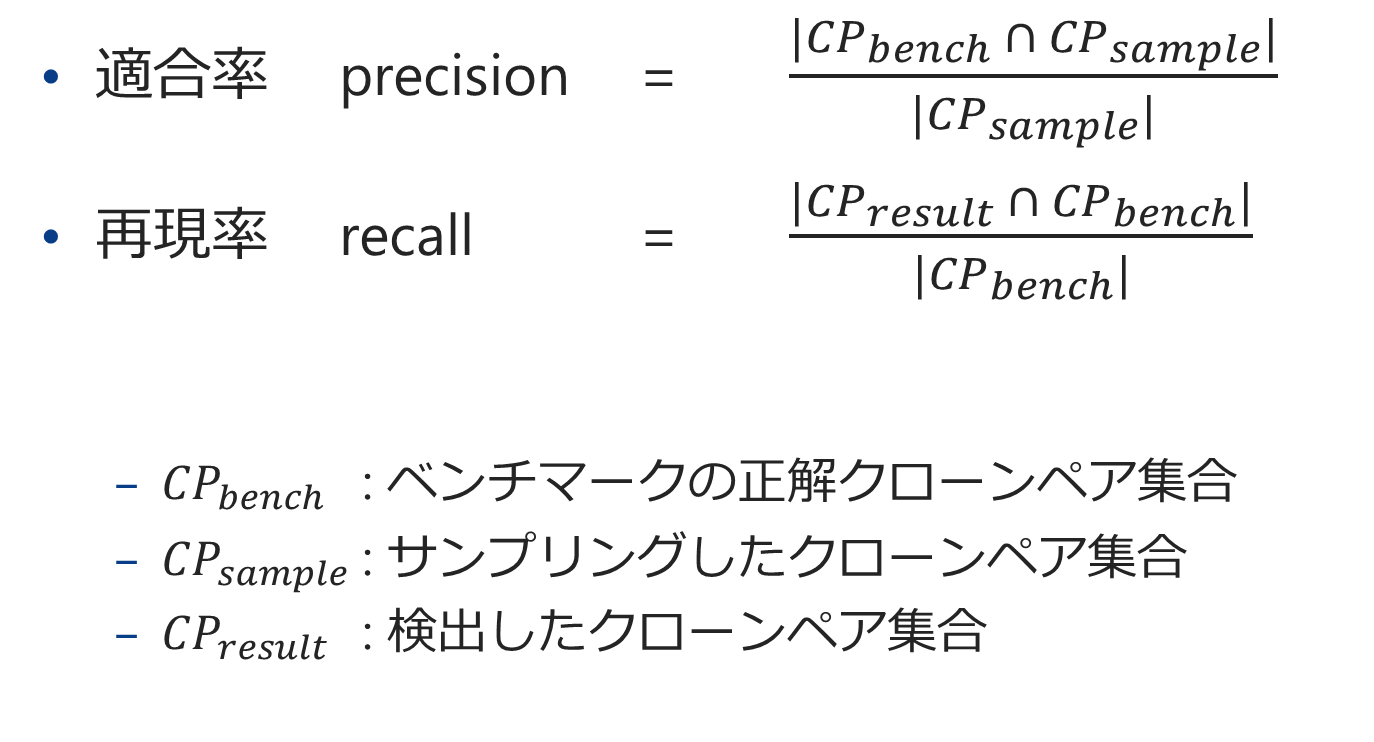 • 適合率 precision = |CP_bench ∩ CP_sample| / |CP_sample|
• 再現率 recall = |CP_result ∩ CP_bench| / |CP_bench|
– CP_bench : ベンチマークの正解クローンペア集合
– CP_sample : サンプリングしたクローンペア集合
– CP_result : 検出したクローンペア集合